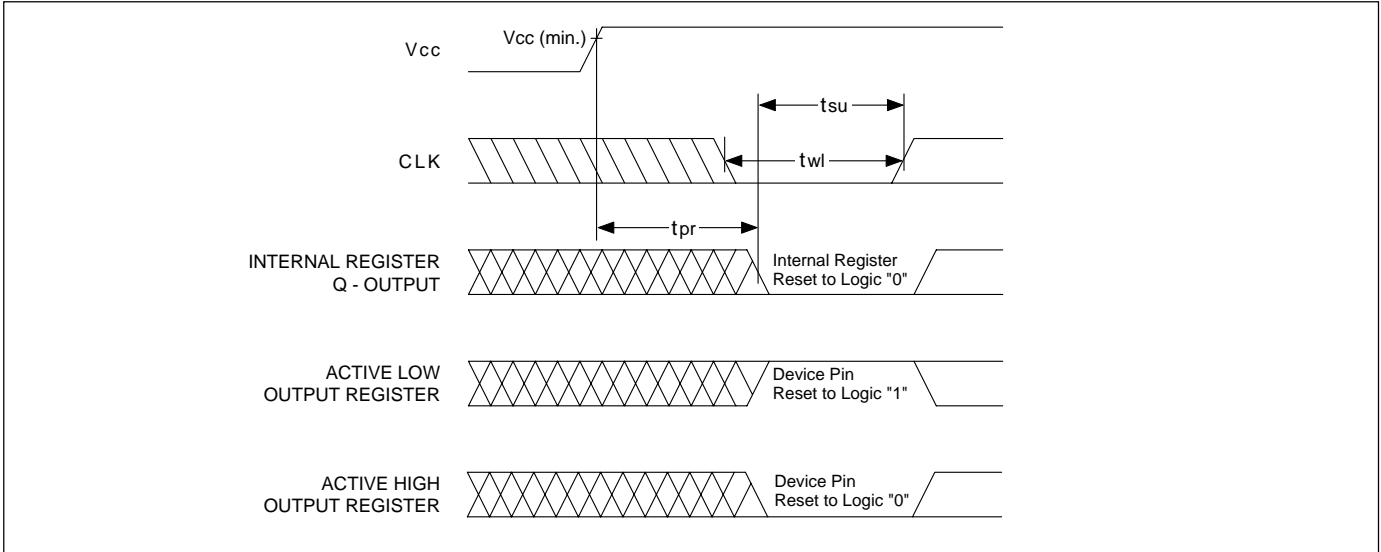 Vcc
Vcc (min.)
tsu
CLK
twl
tpr
INTERNAL REGISTER
Q - OUTPUT
Internal Register
Reset to Logic "0"
ACTIVE LOW
OUTPUT REGISTER
Device Pin
Reset to Logic "1"
ACTIVE HIGH
OUTPUT REGISTER
Device Pin
Reset to Logic "0"